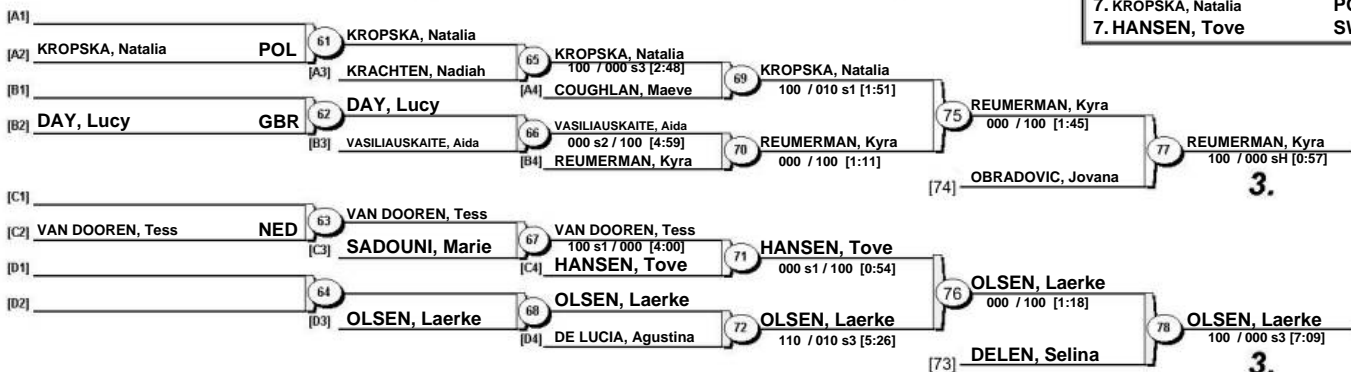 7. KROPSKA, Natalia
7. HANSEN, Tove
[A1]
[A2] KROPSKA, Natalia POL
61
KROPSKA, Natalia
[A3] KRACHTEN, Nadiah
65
KROPSKA, Natalia
100 / 000 s3 [2:48]
[A4] COUGHLAN, Maeve
69
KROPSKA, Natalia
100 / 010 s1 [1:51]
[B1]
[B2] DAY, Lucy GBR
62
DAY, Lucy
[B3] VASILIAUSKAITE, Aida
66
VASILIAUSKAITE, Aida
000 s2 / 100 [4:59]
[B4] REUMERMAN, Kyra
70
REUMERMAN, Kyra
000 / 100 [1:11]
75
REUMERMAN, Kyra
000 / 100 [1:45]
[74] OBRADOVIC, Jovana
77
REUMERMAN, Kyra
100 / 000 sH [0:57]
3.
[C1]
[C2] VAN DOOREN, Tess NED
63
VAN DOOREN, Tess
[C3] SADOUNI, Marie
67
VAN DOOREN, Tess
100 s1 / 000 [4:00]
[C4] HANSEN, Tove
71
HANSEN, Tove
000 s1 / 100 [0:54]
[D1]
[D2]
64
[D3] OLSEN, Laerke
68
OLSEN, Laerke
[D4] DE LUCIA, Agustina
72
OLSEN, Laerke
110 / 010 s3 [5:26]
76
OLSEN, Laerke
000 / 100 [1:18]
[73] DELEN, Selina
78
OLSEN, Laerke
100 / 000 s3 [7:09]
3.